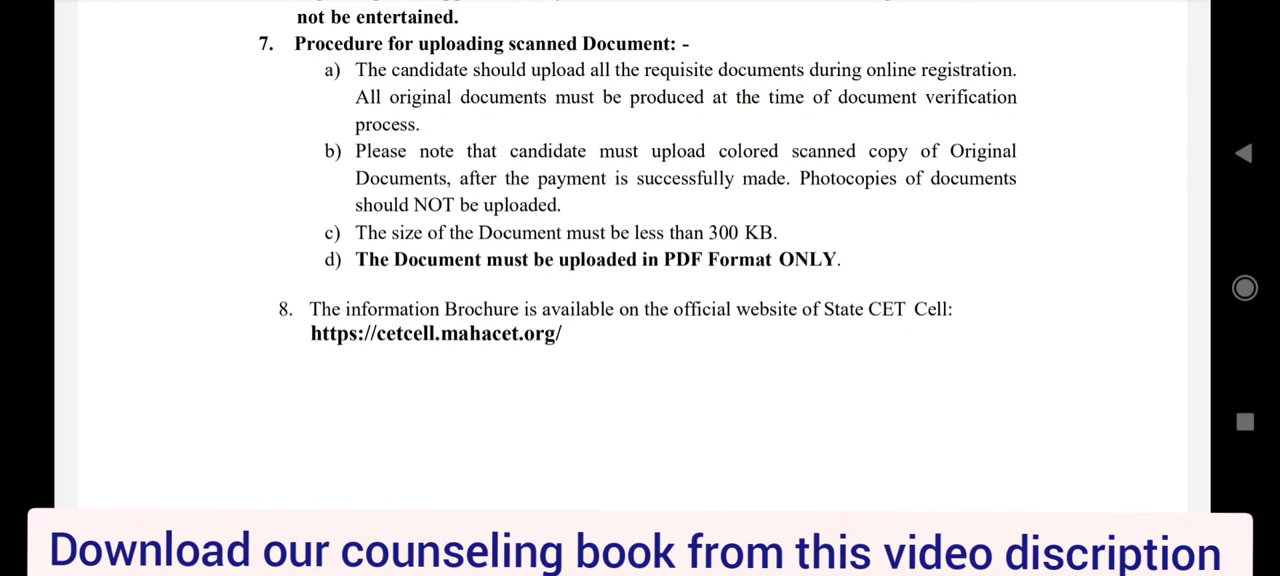 not be entertained.
7. Procedure for uploading scanned Document: -
a) The candidate should upload all the requisite documents during online registration.
All original documents must be produced at the time of document verification
process.
b) Please note that candidate must upload colored scanned copy of Original
Documents, after the payment is successfully made. Photocopies of documents
should NOT be uploaded.
c) The size of the Document must be less than 300 KB.
d) The Document must be uploaded in PDF Format ONLY.
8. The information Brochure is available on the official website of State CET Cell:
https://cetcell.mahacet.org/
Download our counseling book from this video discription